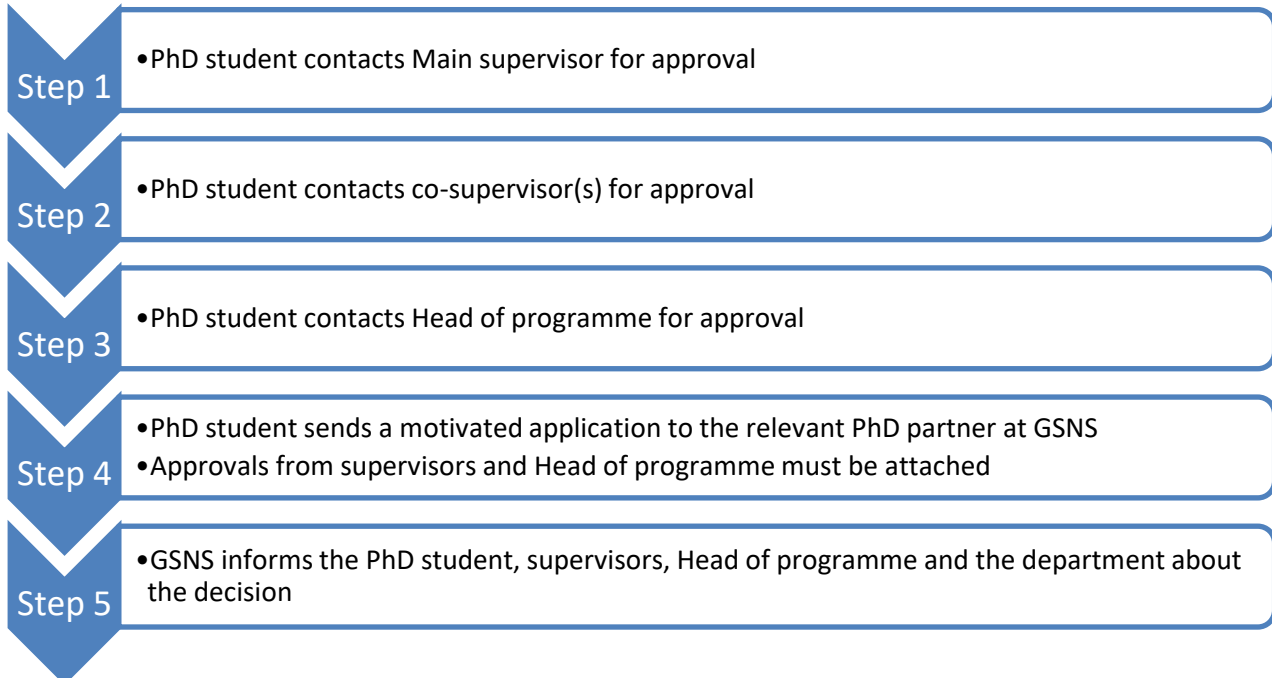 Step 1
•PhD student contacts Main supervisor for approval
Step 2
•PhD student contacts co-supervisor(s) for approval
Step 3
•PhD student contacts Head of programme for approval
Step 4
•PhD student sends a motivated application to the relevant PhD partner at GSNS
•Approvals from supervisors and Head of programme must be attached
Step 5
•GSNS informs the PhD student, supervisors, Head of programme and the department about
the decision